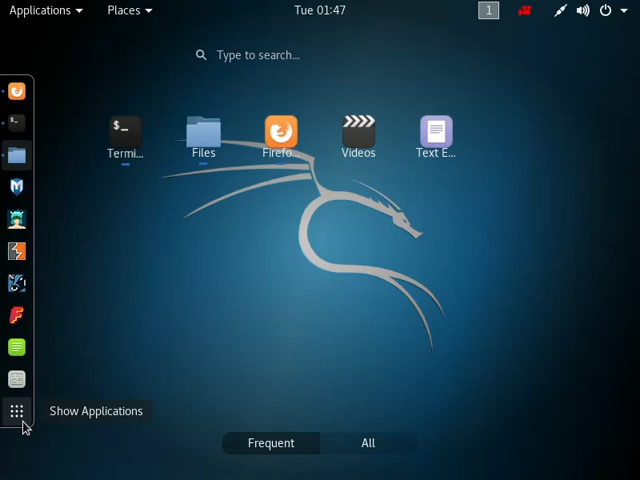 Applications Places Tue 01:47 1
Type to search...
Termi... Files Firefo... Videos Text E...
Show Applications
Frequent All